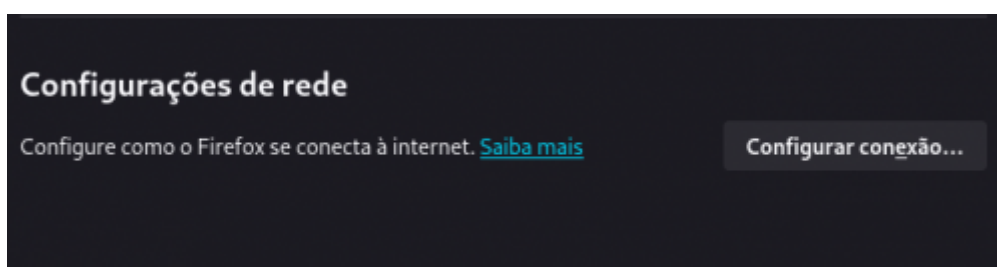 Configurações de rede
Configure como o Firefox se conecta à internet. Saiba mais
Configurar conexão...